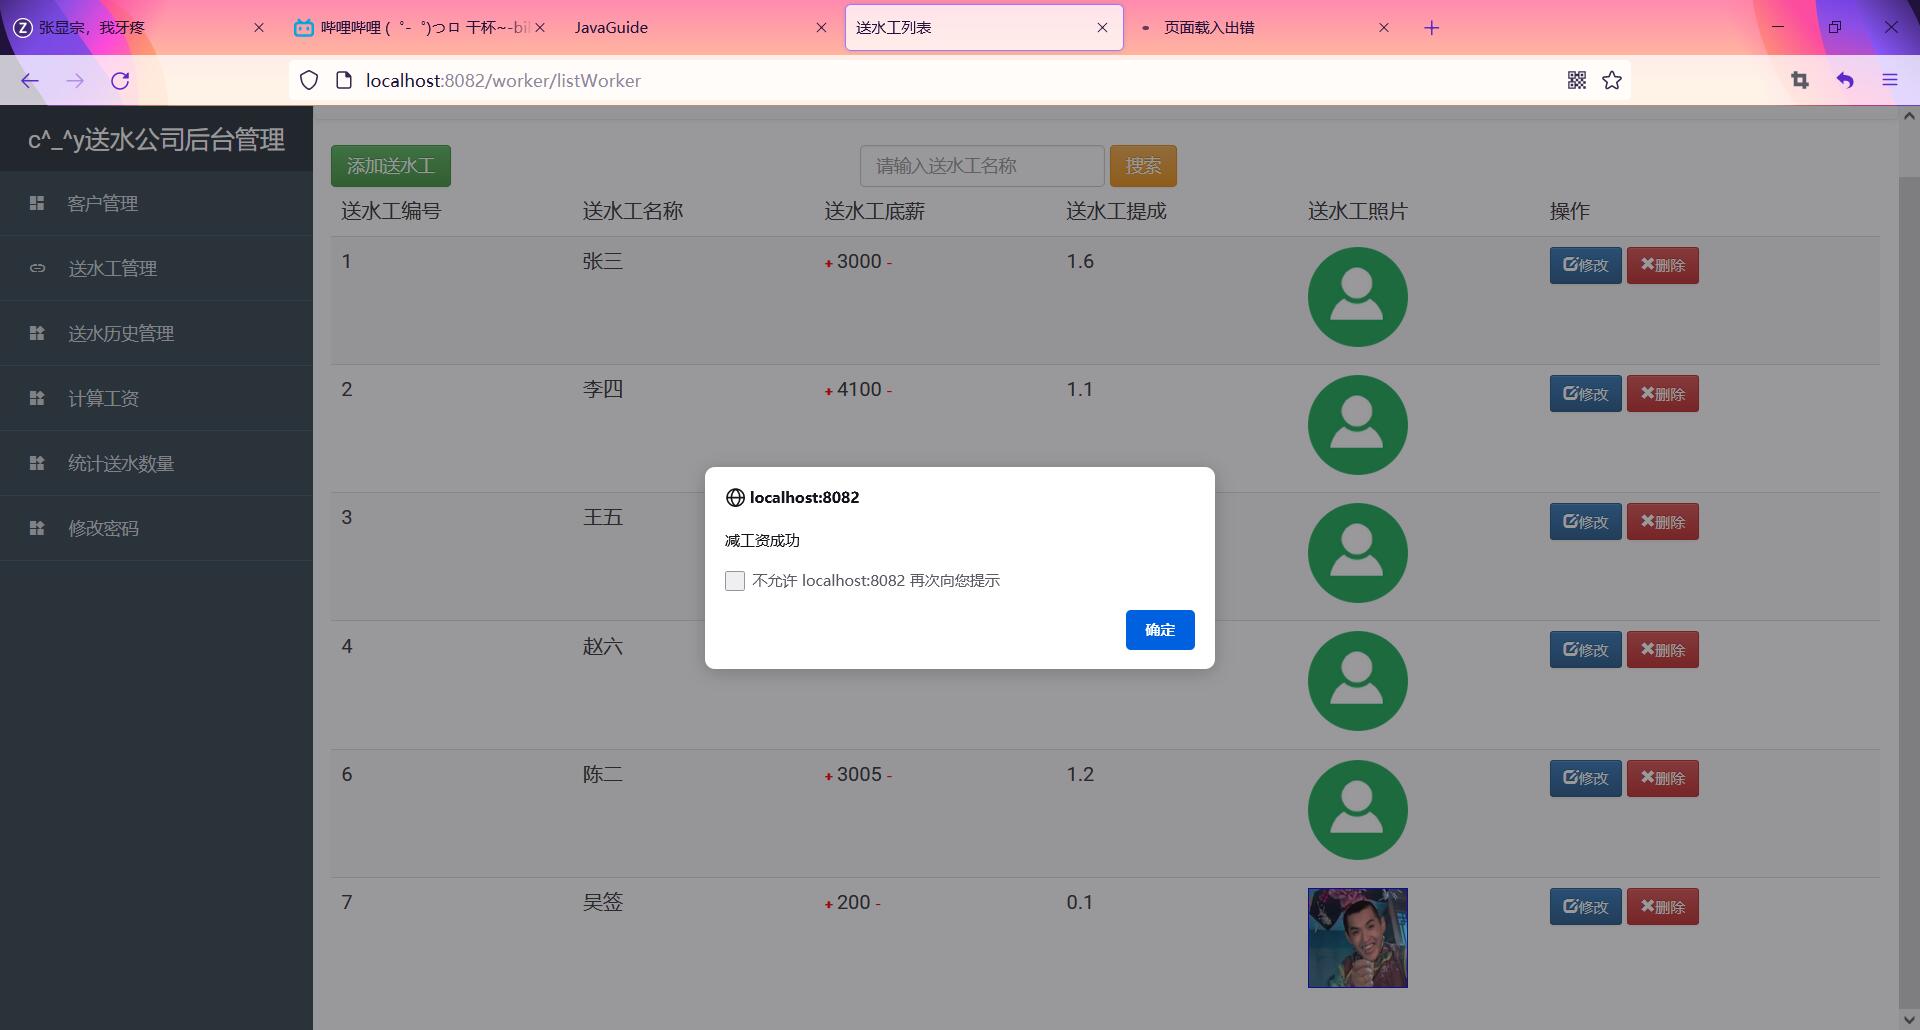 张显宗，我牙疼
哔哩哔哩 (゜-゜)つロ 干杯~-bil
JavaGuide
送水工列表
页面载入出错
localhost:8082/worker/listWorker
c^_^y送水公司后台管理
客户管理
送水工管理
送水历史管理
计算工资
统计送水数量
修改密码
添加送水工
请输入送水工名称
搜索
送水工编号 送水工名称 送水工底薪 送水工提成 送水工照片 操作
1 张三 + 3000 - 1.6 修改 删除
2 李四 + 4100 - 1.1 修改 删除
3 王五 修改 删除
4 赵六 修改 删除
6 陈二 + 3005 - 1.2 修改 删除
7 吴签 + 200 - 0.1 修改 删除
localhost:8082
减工资成功
不允许 localhost:8082 再次向您提示
确定